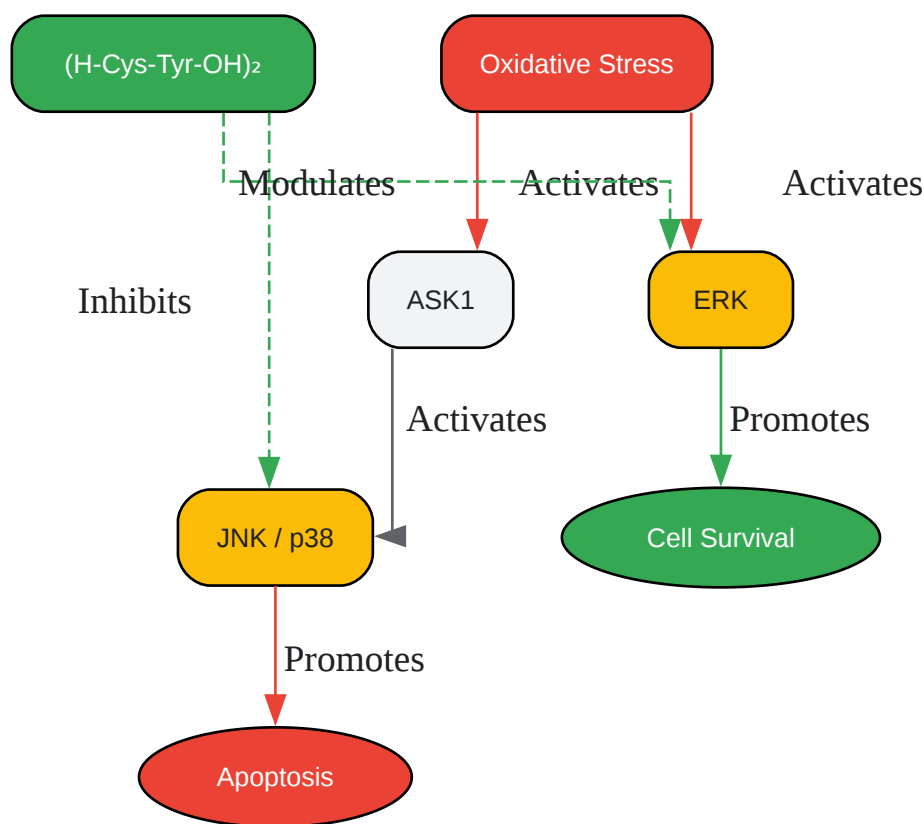 (H-Cys-Tyr-OH)₂
Oxidative Stress
Modulates
Activates
Activates
Inhibits
ASK1
ERK
Activates
Promotes
JNK / p38
Cell Survival
Promotes
Apoptosis